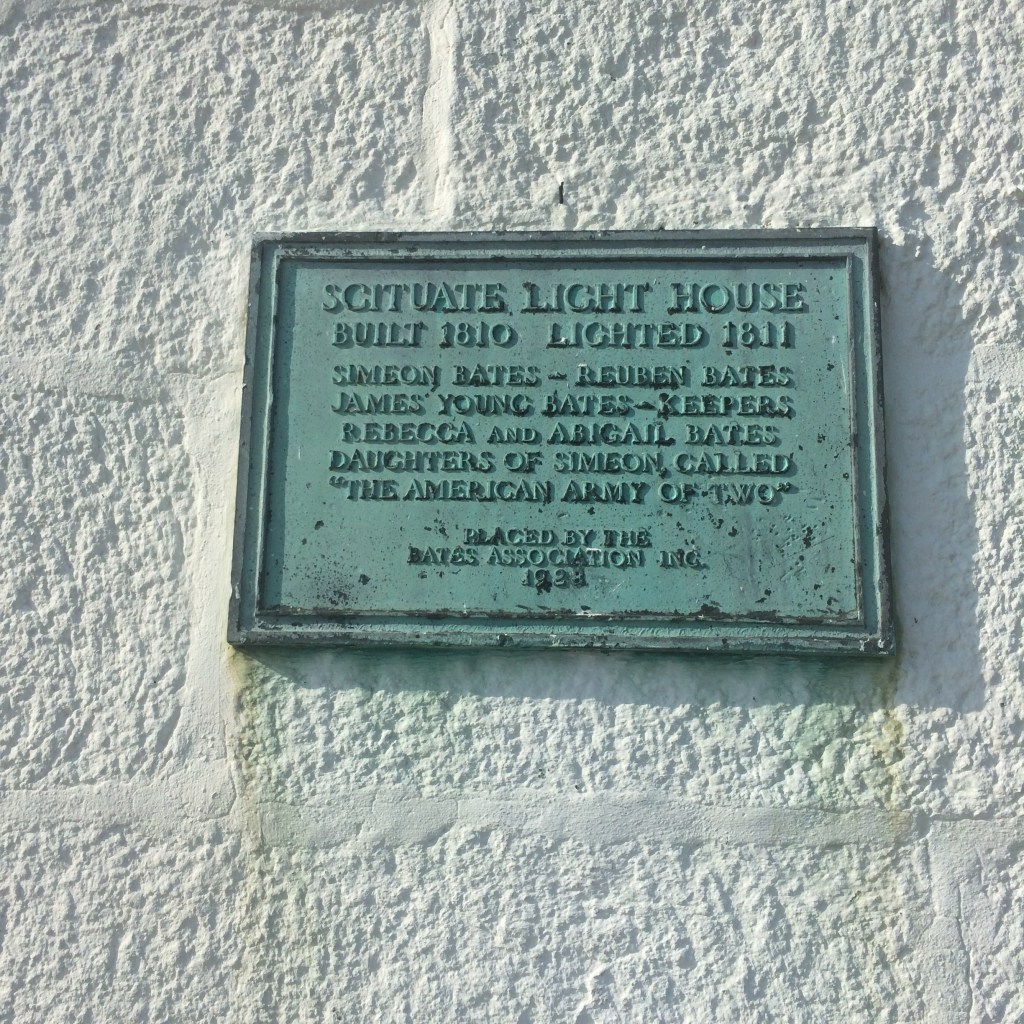 SCITUATE LIGHT HOUSE
BUILT 1810 LIGHTED 1811
SIMEON BATES - REUBEN BATES
JAMES YOUNG BATES - KEEPERS
REBECCA AND ABIGAIL BATES
DAUGHTERS OF SIMEON, CALLED
"THE AMERICAN ARMY OF TWO"
PLACED BY THE
BATES ASSOCIATION INC.